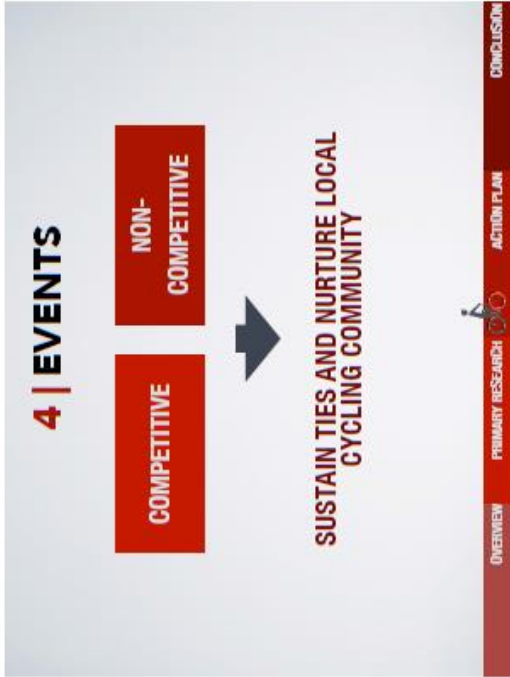 4 | EVENTS
COMPETITIVE
NON-
COMPETITIVE
SUSTAIN TIES AND NURTURE LOCAL
CYCLING COMMUNITY
OVERVIEW
PRIMARY RESEARCH
ACTION PLAN
CONCLUSION